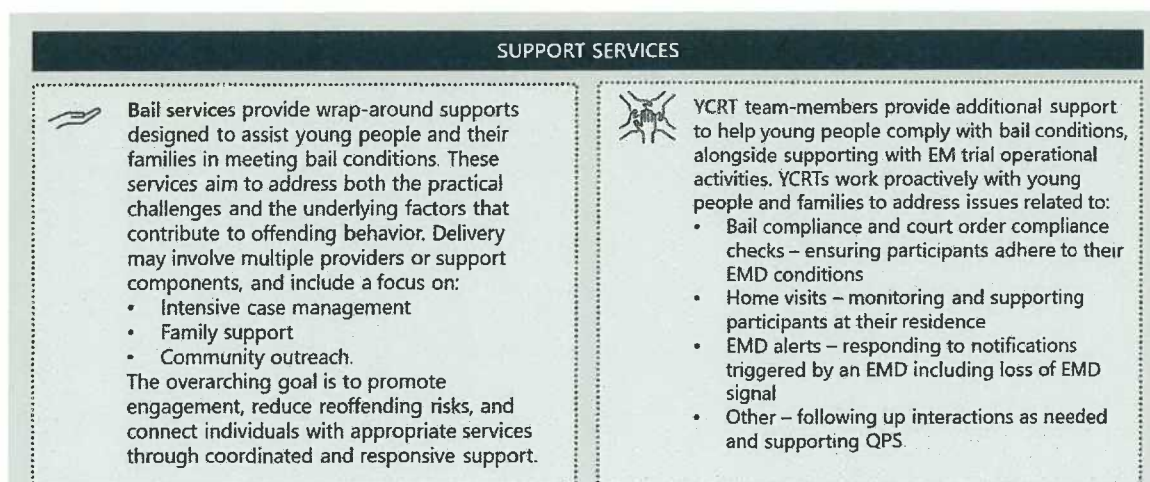 SUPPORT SERVICES
Bail services provide wrap-around supports
designed to assist young people and their
families in meeting bail conditions. These
services aim to address both the practical
challenges and the underlying factors that
contribute to offending behavior. Delivery
may involve multiple providers or support
components, and include a focus on:
• Intensive case management
• Family support
• Community outreach.
The overarching goal is to promote
engagement, reduce reoffending risks, and
connect individuals with appropriate services
through coordinated and responsive support.
YCRT team-members provide additional support
to help young people comply with bail conditions,
alongside supporting with EM trial operational
activities. YCRTs work proactively with young
people and families to address issues related to:
• Bail compliance and court order compliance
checks – ensuring participants adhere to their
EMD conditions
• Home visits – monitoring and supporting
participants at their residence
• EMD alerts – responding to notifications
triggered by an EMD including loss of EMD
signal
• Other – following up interactions as needed
and supporting QPS.